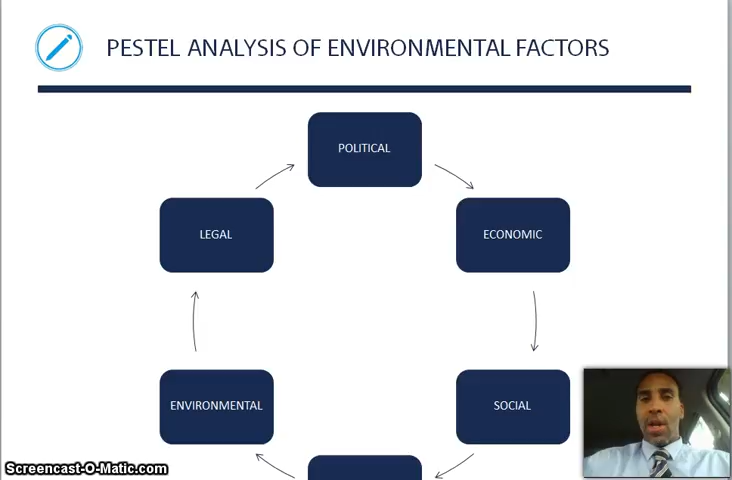 PESTEL ANALYSIS OF ENVIRONMENTAL FACTORS
POLITICAL
LEGAL
ECONOMIC
ENVIRONMENTAL
SOCIAL
Screencast-O-Matic.com